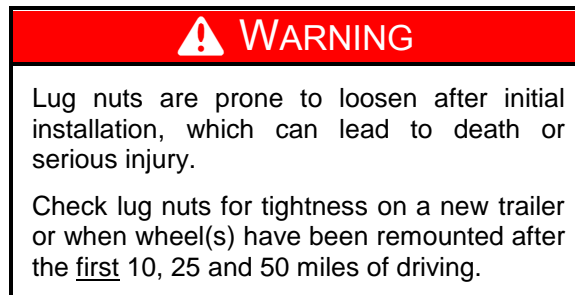 WARNING
Lug nuts are prone to loosen after initial
installation, which can lead to death or
serious injury.
Check lug nuts for tightness on a new trailer
or when wheel(s) have been remounted after
the first 10, 25 and 50 miles of driving.